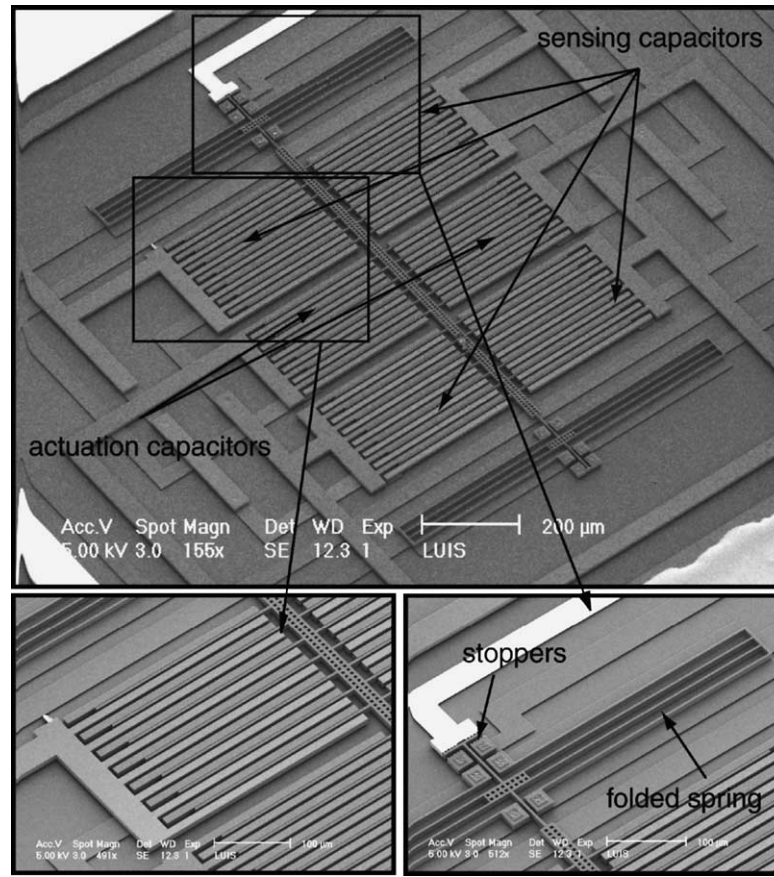 sensing capacitors
actuation capacitors
Acc.V Spot Magn Det WD Exp 200 µm
5.00 kV 3.0 155x SE 12.3 1 LUIS
stoppers
folded spring
Acc.V Spot Magn Det WD Exp 100 µm
5.00 kV 3.0 491x SE 12.3 1 LUIS
Acc.V Spot Magn Det WD Exp 100 µm
5.00 kV 3.0 512x SE 12.3 1 LUIS